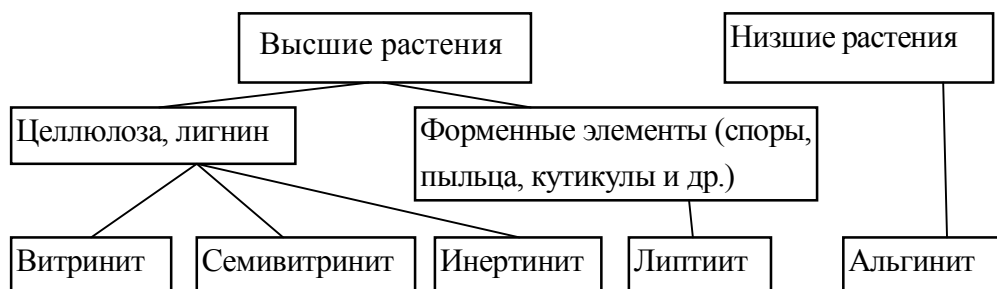 Высшие растения
Низшие растения
Целлюлоза, лигнин
Форменные элементы (споры,
пыльца, кутикулы и др.)
Витринит
Семивитринит
Инертинит
Липтиит
Альгинит